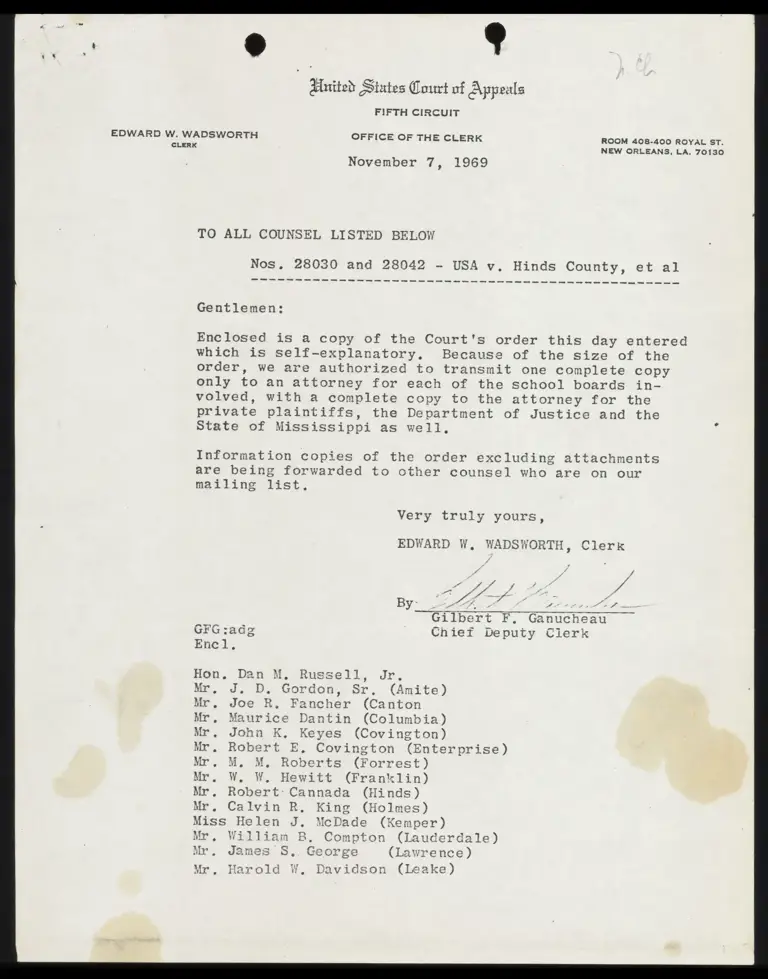 United States Court of Appeals
FIFTH CIRCUIT
EDWARD W. WADSWORTH
CLERK
OFFICE OF THE CLERK
ROOM 408-400 ROYAL ST.
NEW ORLEANS, LA. 70130
November 7, 1969
TO ALL COUNSEL LISTED BELOW
Nos. 28030 and 28042 - USA v. Hinds County, et al
Gentlemen:
Enclosed is a copy of the Court's order this day entered
which is self-explanatory. Because of the size of the
order, we are authorized to transmit one complete copy
only to an attorney for each of the school boards in-
volved, with a complete copy to the attorney for the
private plaintiffs, the Department of Justice and the
State of Mississippi as well.
Information copies of the order excluding attachments
are being forwarded to other counsel who are on our
mailing list.
Very truly yours,
EDWARD W. WADSWORTH, Clerk
By
Gilbert F. Ganucheau
Chief Deputy Clerk
GFG:adg
Encl.
Hon. Dan M. Russell, Jr.
Mr. J. D. Gordon, Sr. (Amite)
Mr. Joe R. Fancher (Canton
Mr. Maurice Dantin (Columbia)
Mr. John K. Keyes (Covington)
Mr. Robert E. Covington (Enterprise)
Mr. M. M. Roberts (Forrest)
Mr. W. W. Hewitt (Franklin)
Mr. Robert Cannada (Hinds)
Mr. Calvin R. King (Holmes)
Miss Helen J. McDade (Kemper)
Mr. William B. Compton (Lauderdale)
Mr. James S. George (Lawrence)
Mr. Harold W. Davidson (Leake)